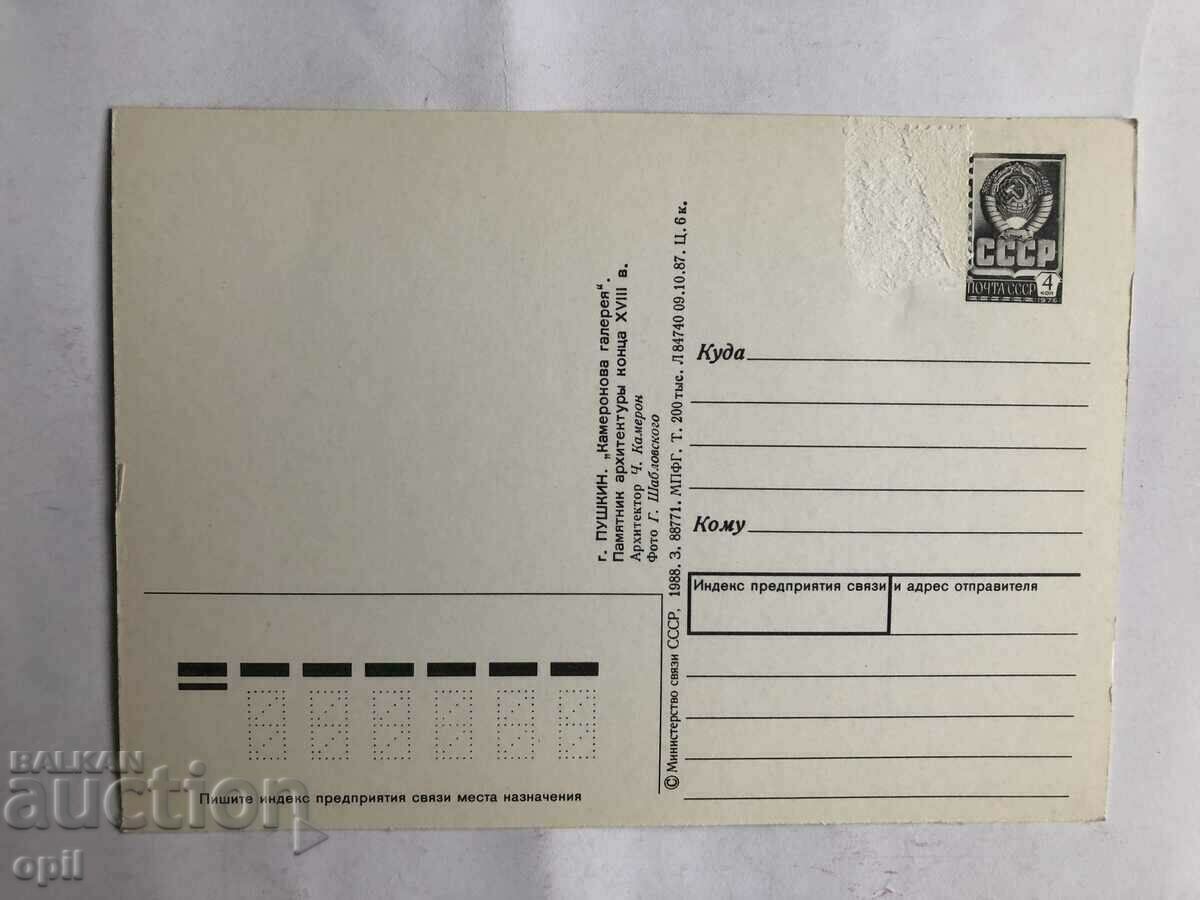 СССР
ПОЧТА СССР 4 КОП
1976
г. ПУШКИН. „Камеронова галерея“.
Памятник архитектуры конца XVIII в.
Архитектор Ч. Камерон
Фото Г. Шабловского
© Министерство связи СССР, 1988. З. 88771. МПФГ. Т. 200 тыс. Л 84740 09.10.87. Ц. 6 к.
Куда
Кому
Индекс предприятия связи и адрес отправителя
Пишите индекс предприятия связи места назначения
BALKAN
auction
opil